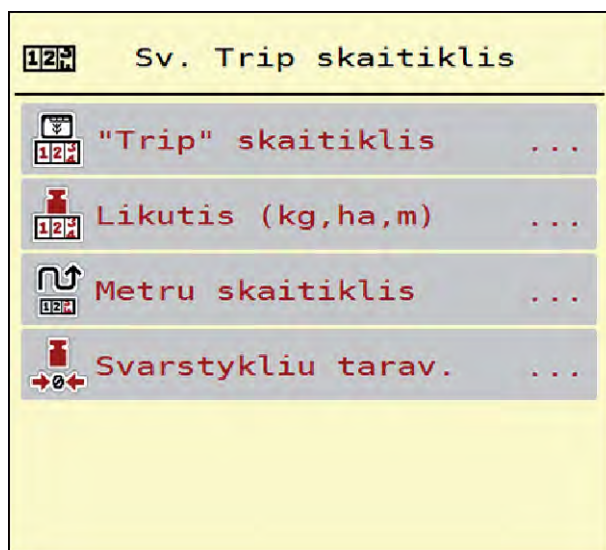 Sv. Trip skaitiklis
"Trip" skaitiklis ...
Likutis (kg,ha,m) ...
Metru skaitiklis ...
Svarstykliu tarav. ...